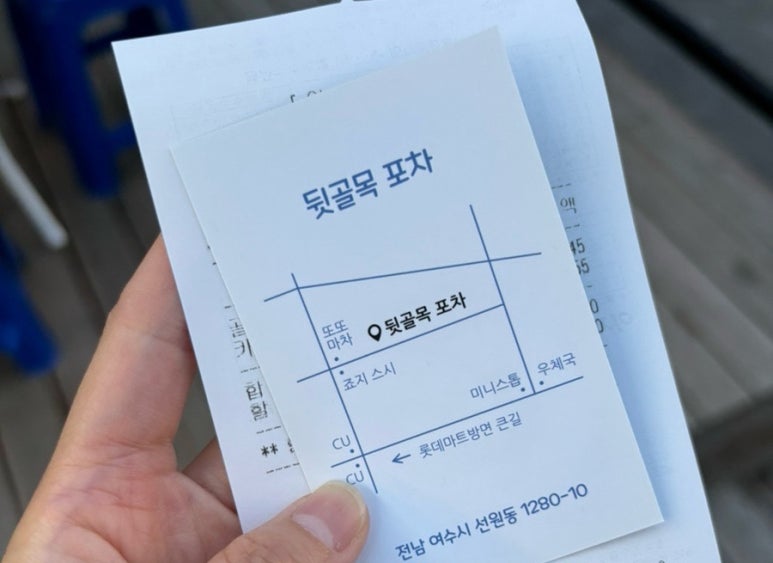 뒷골목 포차
뒷골목 포차
또또
마차
죠지 스시
미니스톱
우체국
CU
롯데마트방면 큰길
CU
전남 여수시 선원동 1280-10